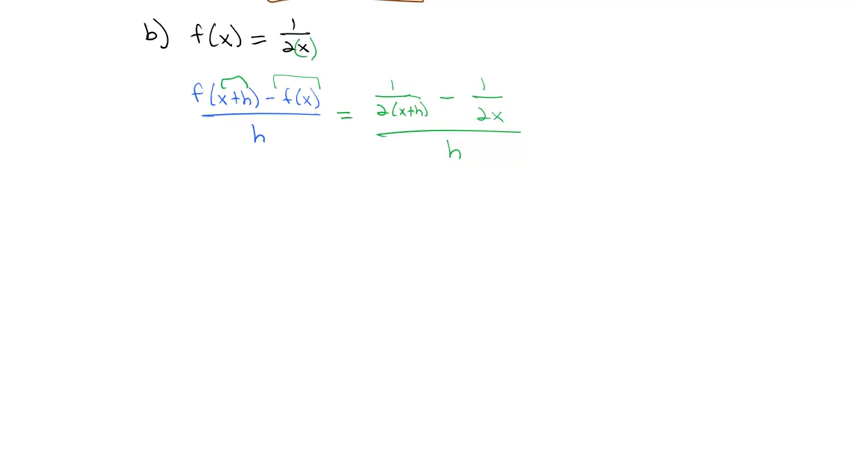 b) f(x) = 1/2(x)
(f(x+h) - f(x))/h = (1/2(x+h) - 1/2x)/h